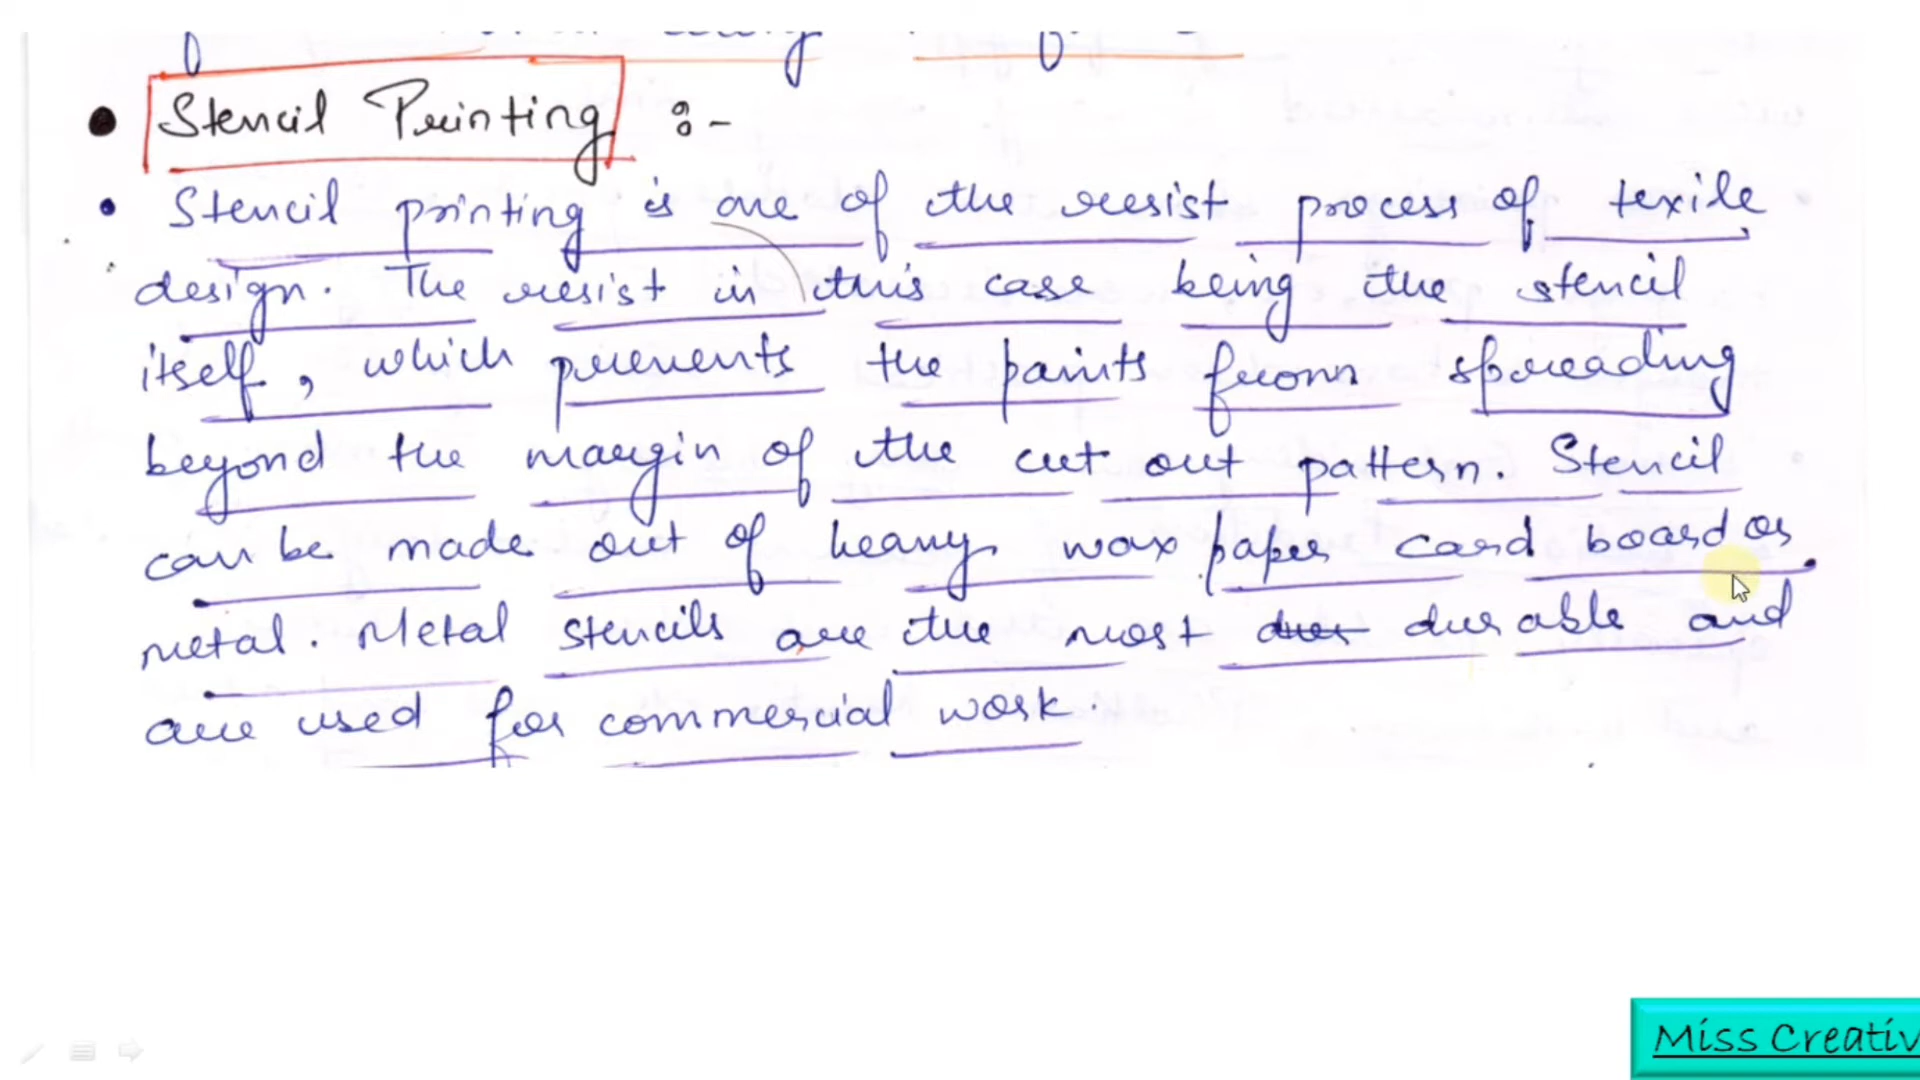 • Stencil Printing :-
• Stencil printing is one of the resist process of texile
design. The resist in this case being the stencil
itself, which prevents the paints from spreading
beyond the margin of the cut out pattern. Stencil
can be made out of heavy wax paper card board or
metal. Metal stencils are the most durable and
are used for commercial work.
Miss Creativ